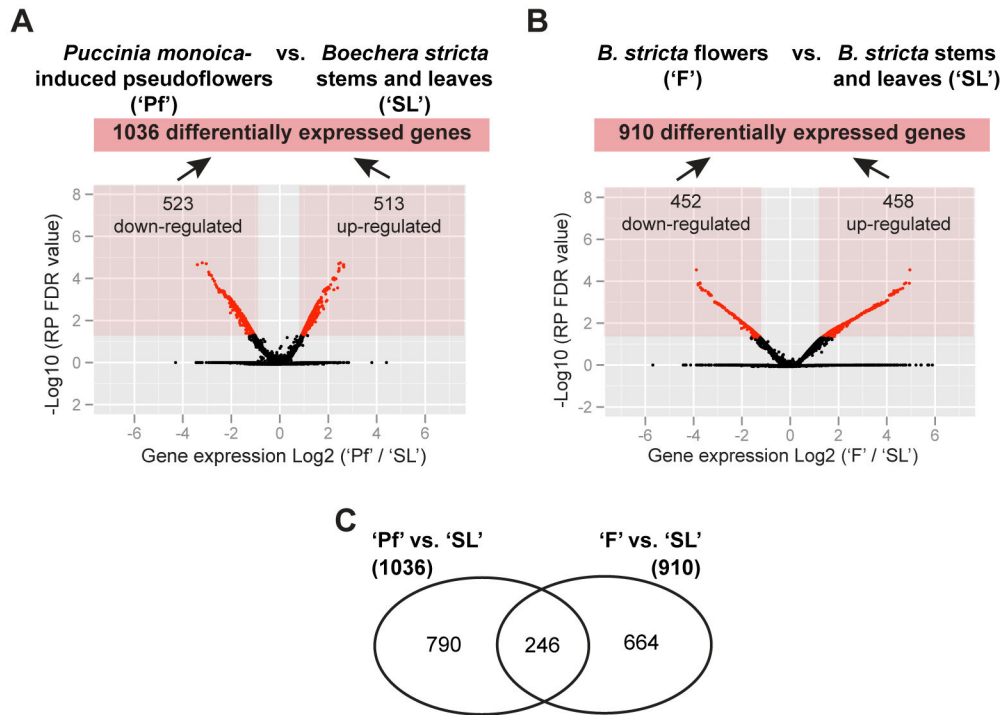 A
Puccinia monoica- vs. Boechera stricta
induced pseudoflowers stems and leaves
(‘Pf’) (‘SL’)
1036 differentially expressed genes
523 513
down-regulated up-regulated
8
6
4
2
0
2
-Log10 (RP FDR value)
-6 -4 -2 0 2 4 6
Gene expression Log2 (‘Pf’ / ‘SL’)
B
B. stricta flowers vs. B. stricta stems
(‘F’) and leaves (‘SL’)
910 differentially expressed genes
452 458
down-regulated up-regulated
8
6
4
2
0
-2
-Log10 (RP FDR value)
-6 -4 -2 0 2 4 6
Gene expression Log2 (‘F’ / ‘SL’)
C
‘Pf’ vs. ‘SL’ ‘F’ vs. ‘SL’
(1036) (910)
790 246 664